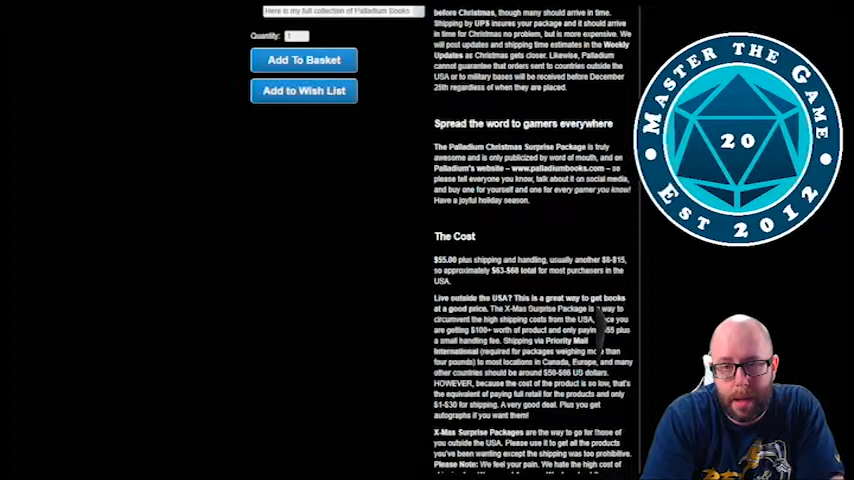 Here is my full collection of Palladium Books
Quantity: 1
Add To Basket
Add to Wish List
before Christmas, though many should arrive in time.
Shipping by UPS insures your package and it should arrive
in time for Christmas no problem, but is more expensive. We
will post updates and shipping time estimates in the Weekly
Updates as Christmas gets closer. Likewise, Palladium
cannot guarantee that orders sent to countries outside the
USA or to military bases will be received before December
25th regardless of when they are placed.
Spread the word to gamers everywhere
The Palladium Christmas Surprise Package is truly
awesome and is only publicized by word of mouth, and on
Palladium's website – www.palladiumbooks.com – so
please tell everyone you know, talk about it on social media,
and buy one for yourself and one for every gamer you know!
Have a joyful holiday season.
The Cost
$55.00 plus shipping and handling, usually another $8-$15,
so approximately $63-$68 total for most purchasers in the
USA.
Live outside the USA? This is a great way to get books
at a good price. The X-Mas Surprise Package is a way to
circumvent the high shipping costs from the USA, since you
are getting $100+ worth of product and only paying $55 plus
a small handling fee. Shipping via Priority Mail
International (required for packages weighing more than
four pounds) to most locations in Canada, Europe, and many
other countries should be around $50-$66 US dollars.
HOWEVER, because the cost of the product is so low, that's
the equivalent of paying full retail for the products and only
$1-$30 for shipping. A very good deal. Plus you get
autographs if you want them!
X-Mas Surprise Packages are the way to go for those of
you outside the USA. Please use it to get all the products
you've been wanting except the shipping was too prohibitive.
Please Note: We feel your pain. We hate the high cost of
MASTER THE GAME
20
EST 2012